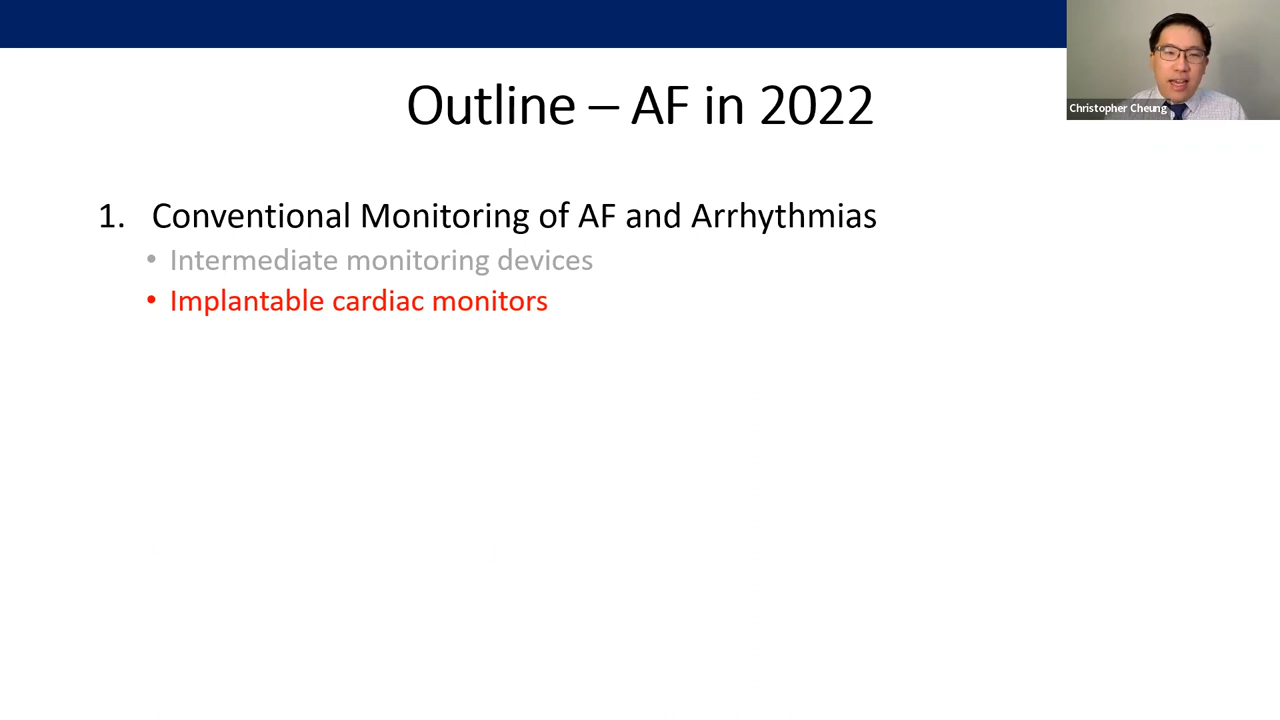 Christopher Cheung
Outline – AF in 2022
1. Conventional Monitoring of AF and Arrhythmias
• Intermediate monitoring devices
• Implantable cardiac monitors